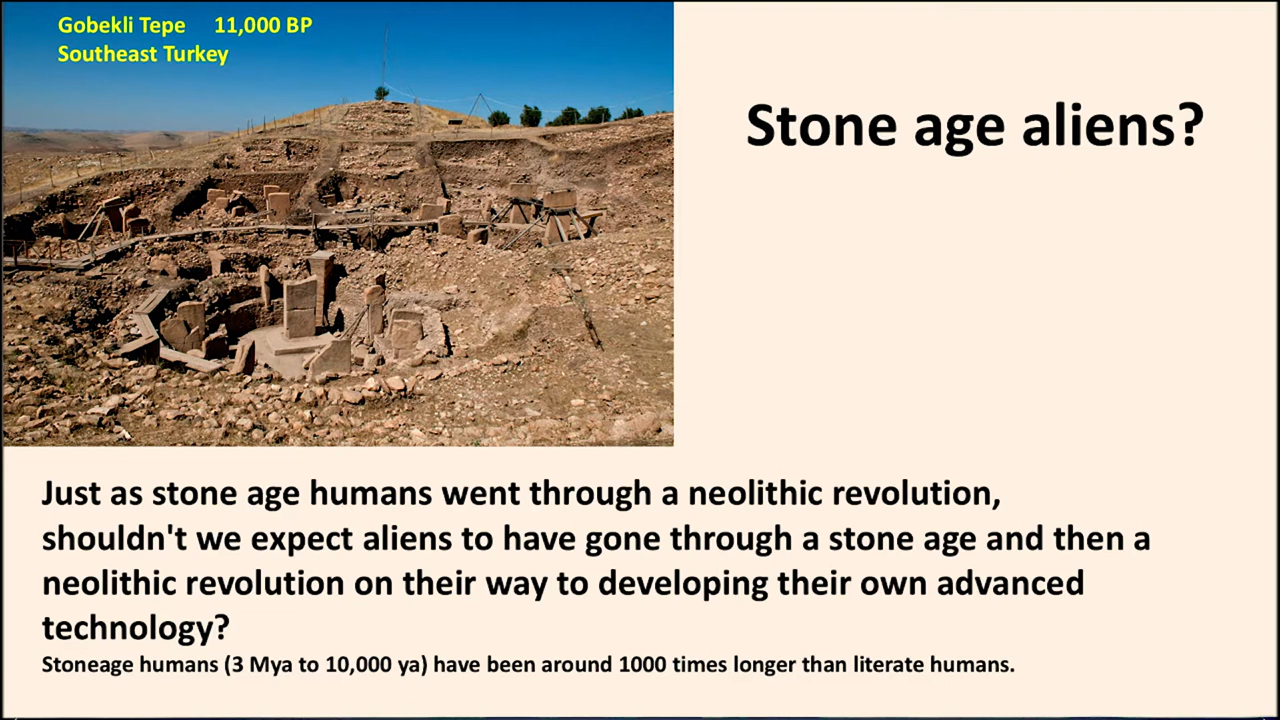 Gobekli Tepe 11,000 BP
Southeast Turkey
Stone age aliens?
Just as stone age humans went through a neolithic revolution,
shouldn't we expect aliens to have gone through a stone age and then a
neolithic revolution on their way to developing their own advanced
technology?
Stoneage humans (3 Mya to 10,000 ya) have been around 1000 times longer than literate humans.